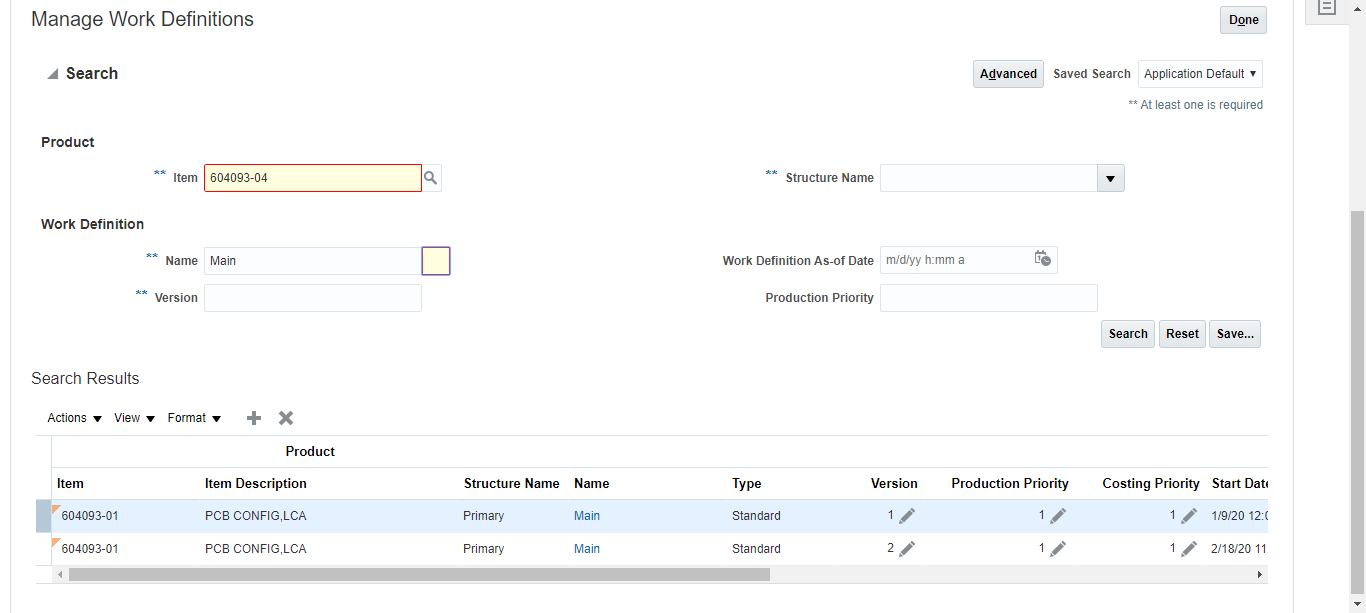 Manage Work Definitions
Done
Search
Advanced Saved Search Application Default
** At least one is required
Product
** Item 604093-04 ** Structure Name
Work Definition
** Name Main Work Definition As-of Date m/d/yy h:mm a
** Version Production Priority
Search Reset Save...
Search Results
Actions View Format
Product
Item Item Description Structure Name Name Type Version Production Priority Costing Priority Start Date
604093-01 PCB CONFIG,LCA Primary Main Standard 1 1 1 1/9/20 12:0
604093-01 PCB CONFIG,LCA Primary Main Standard 2 1 1 2/18/20 11